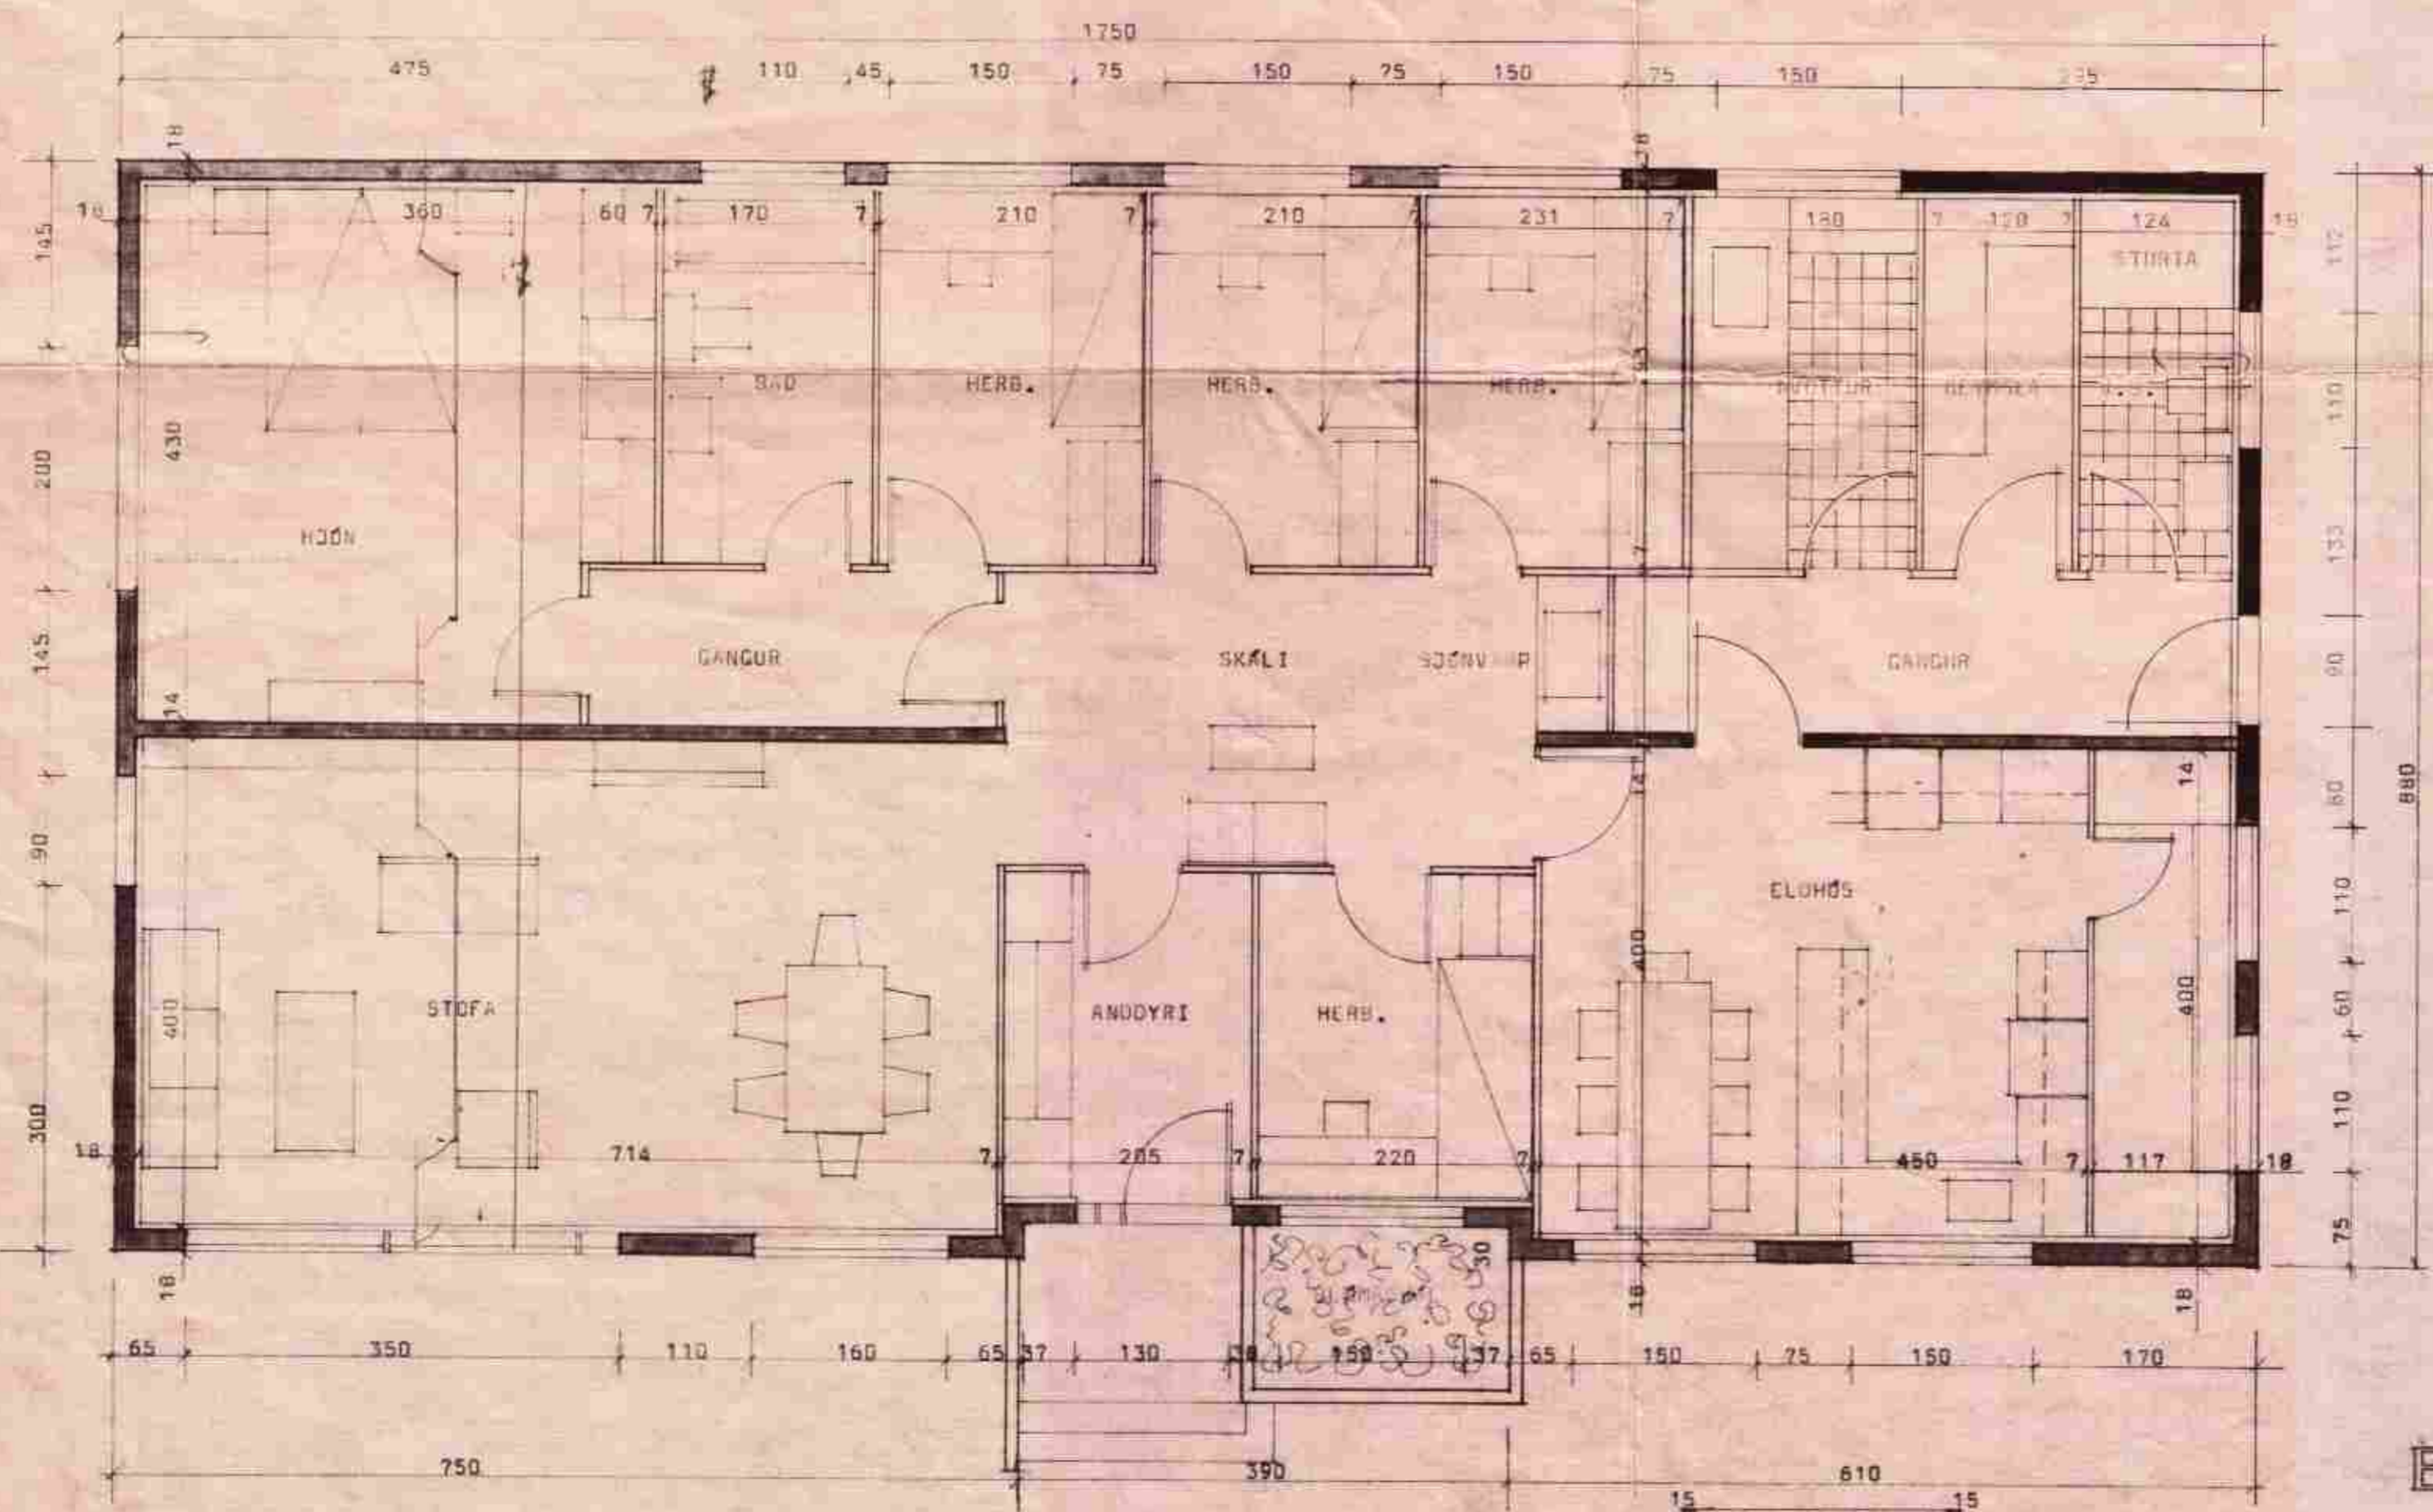 1750
475 110 45 150 75 150 75 150 75 150
18 18
18 360 60 7 170 7 210 7 210 7 231 7 180 7 120 7 124 18
145 112
STURTA
BAÐ HERB. HERB. HERB. 110
430
200
HJÓN 133
145 GANGUR SKÁLI GANGUR 90
14
14 14 80 880
90 ELDHÚS 110
400
STOFA ANDDYRI HERB. 400 60
400
300 110
18 714 7 205 7 220 7 450 7 117 18
75
30
18 18 18
65 350 110 160 65 37 130 150 37 65 150 75 150 170
750 390 610
15 15